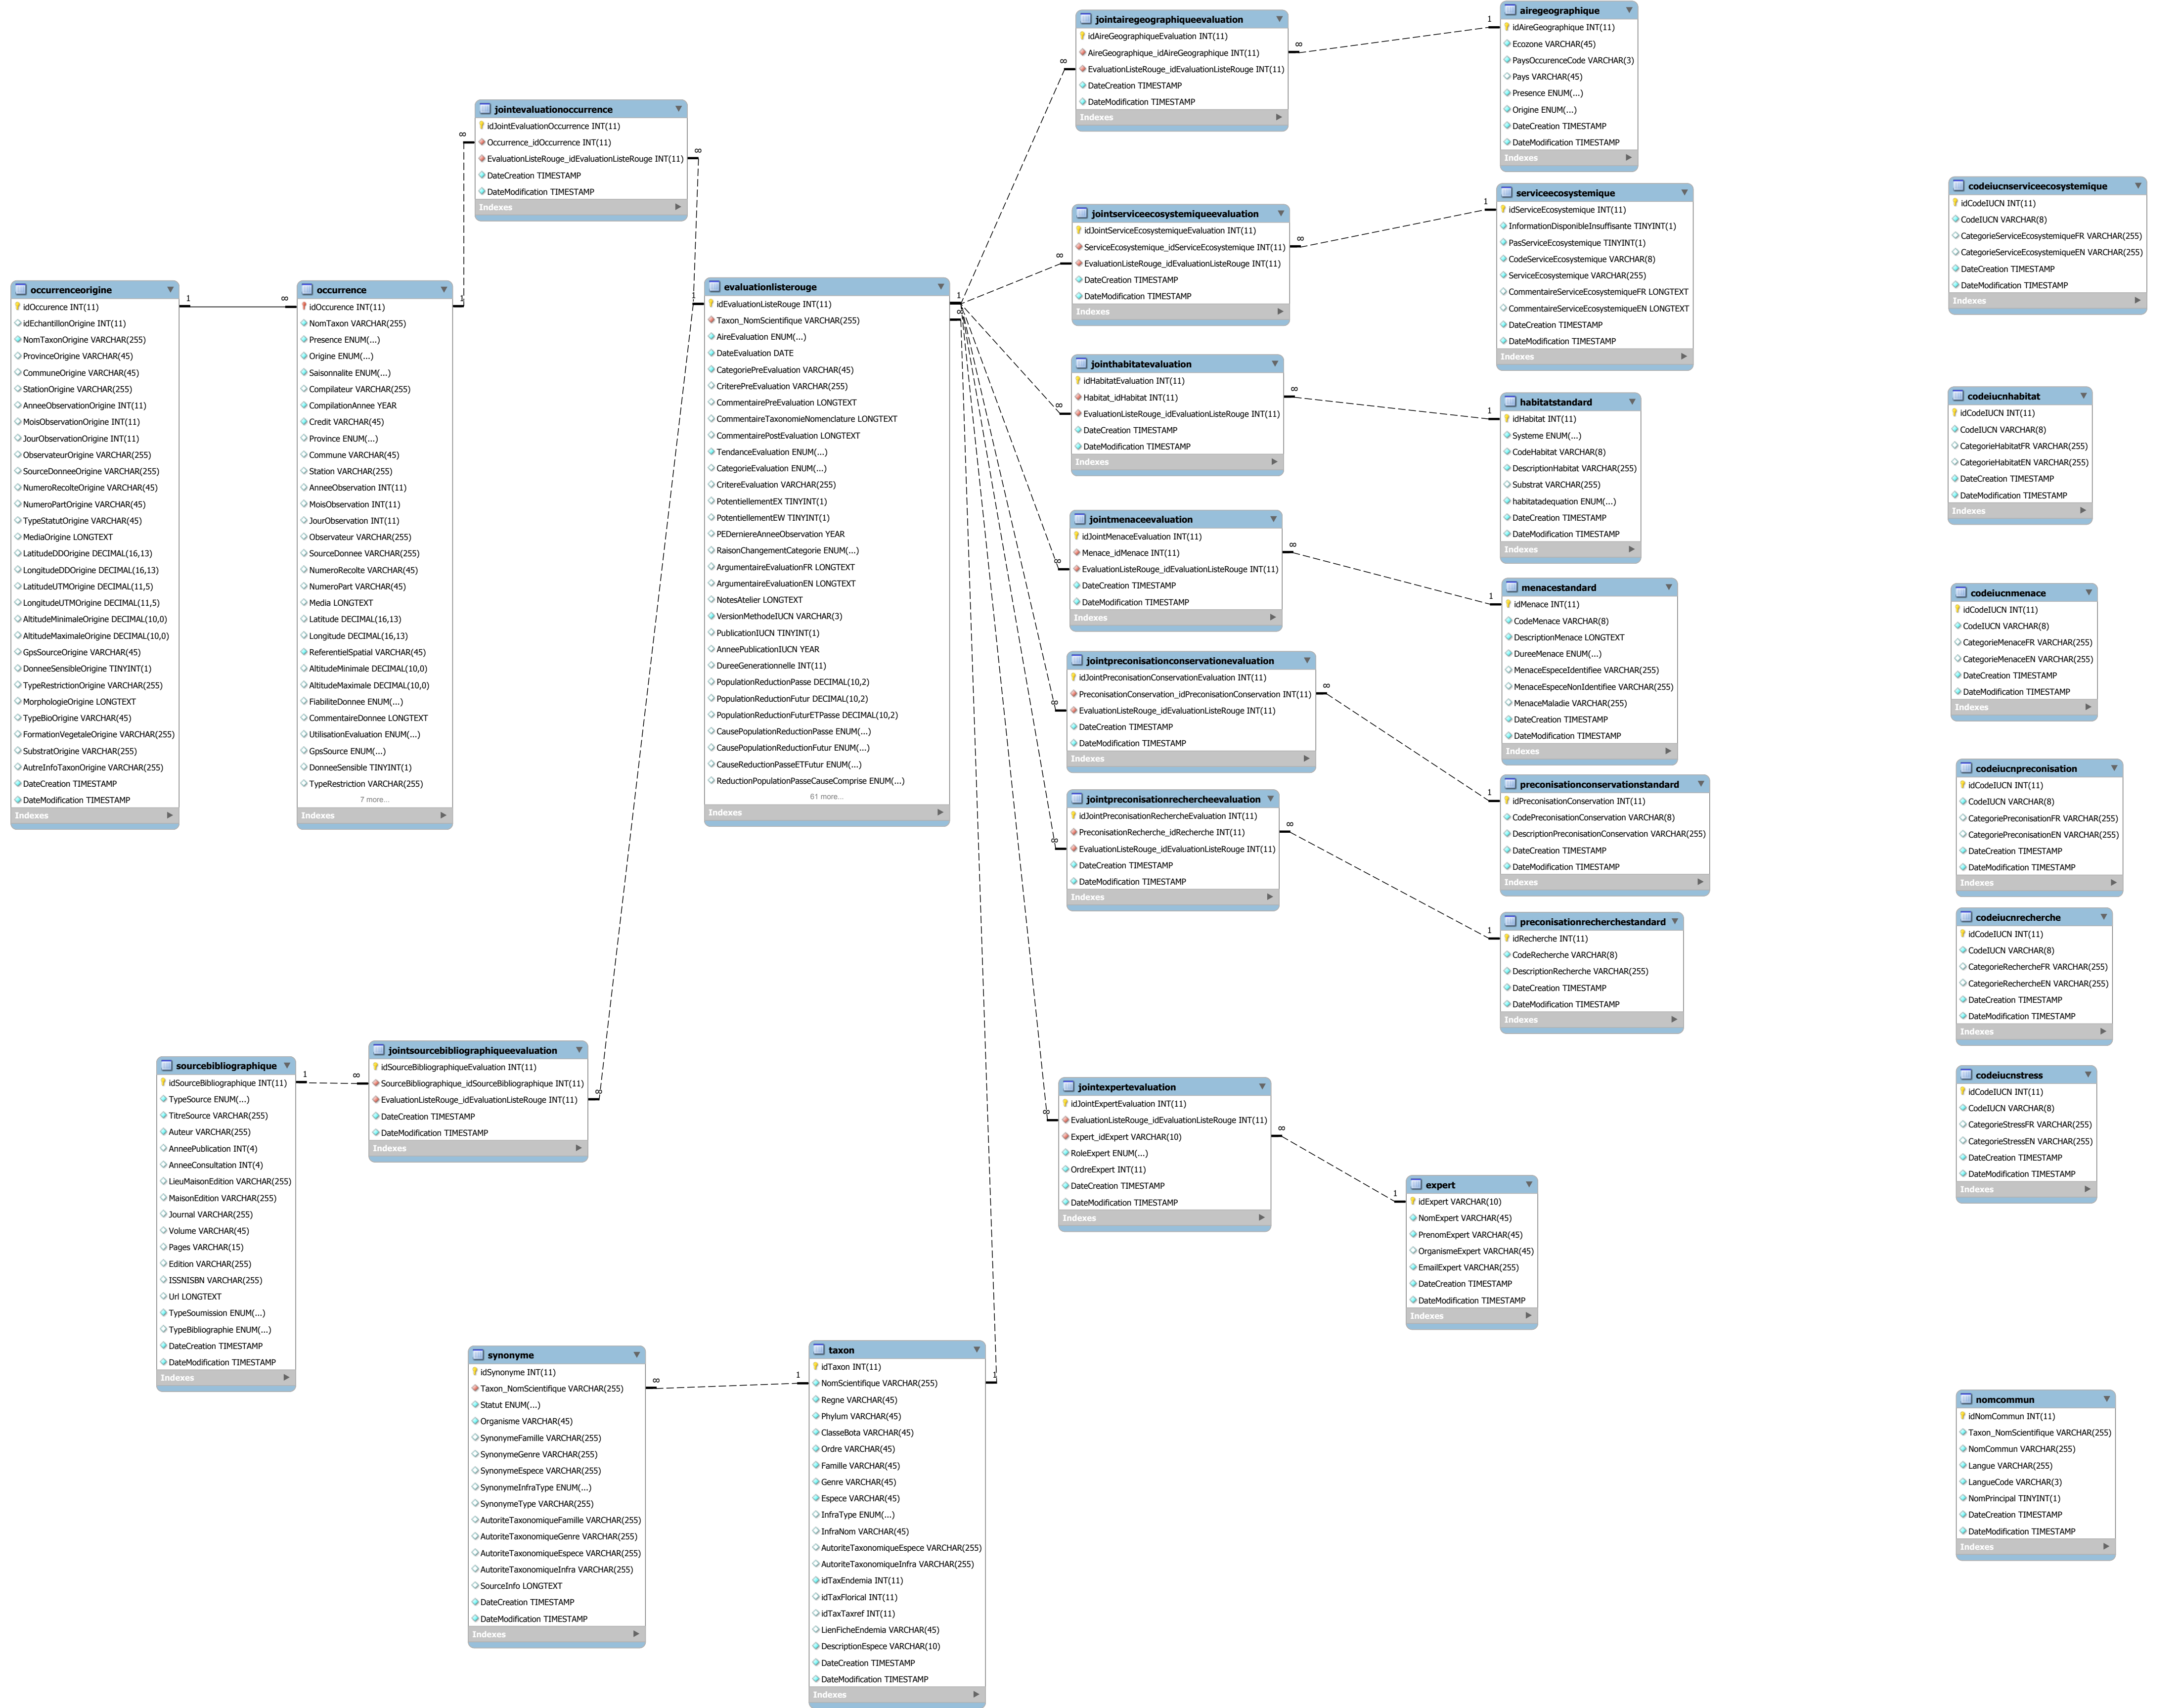 jointairegeographiqueevaluation
idAireGeographiqueEvaluation INT(11)
AireGeographique_idAireGeographique INT(11)
EvaluationListeRouge_idEvaluationListeRouge INT(11)
DateCreation TIMESTAMP
DateModification TIMESTAMP
Indexes
∞
∞
1
airegeographique
idAireGeographique INT(11)
Ecozone VARCHAR(45)
PaysOccurenceCode VARCHAR(3)
Pays VARCHAR(45)
Presence ENUM(...)
Origine ENUM(...)
DateCreation TIMESTAMP
DateModification TIMESTAMP
Indexes
jointevaluationoccurrence
idJointEvaluationOccurrence INT(11)
Occurrence_idOccurrence INT(11)
EvaluationListeRouge_idEvaluationListeRouge INT(11)
DateCreation TIMESTAMP
DateModification TIMESTAMP
Indexes
∞
∞
jointserviceecosystemiqueevaluation
idJointServiceEcosystemiqueEvaluation INT(11)
ServiceEcosystemique_idServiceEcosystemique INT(11)
EvaluationListeRouge_idEvaluationListeRouge INT(11)
DateCreation TIMESTAMP
DateModification TIMESTAMP
Indexes
∞
∞
1
serviceecosystemique
idServiceEcosystemique INT(11)
InformationDisponibleInsuffisante TINYINT(1)
PasServiceEcosystemique TINYINT(1)
CodeServiceEcosystemique VARCHAR(8)
ServiceEcosystemique VARCHAR(255)
CommentaireServiceEcosystemiqueFR LONGTEXT
CommentaireServiceEcosystemiqueEN LONGTEXT
DateCreation TIMESTAMP
DateModification TIMESTAMP
Indexes
codeiucnserviceecosystemique
idCodeIUCN INT(11)
CodeIUCN VARCHAR(8)
CategorieServiceEcosystemiqueFR VARCHAR(255)
CategorieServiceEcosystemiqueEN VARCHAR(255)
DateCreation TIMESTAMP
DateModification TIMESTAMP
Indexes
occurrenceorigine
idOccurence INT(11)
idEchantillonOrigine INT(11)
NomTaxonOrigine VARCHAR(255)
ProvinceOrigine VARCHAR(45)
CommuneOrigine VARCHAR(45)
StationOrigine VARCHAR(255)
AnneeObservationOrigine INT(11)
MoisObservationOrigine INT(11)
JourObservationOrigine INT(11)
ObservateurOrigine VARCHAR(255)
SourceDonneeOrigine VARCHAR(255)
NumeroRecolteOrigine VARCHAR(45)
NumeroPartOrigine VARCHAR(45)
TypeStatutOrigine VARCHAR(45)
MediaOrigine LONGTEXT
LatitudeDDOrigine DECIMAL(16,13)
LongitudeDDOrigine DECIMAL(16,13)
LatitudeUTMOrigine DECIMAL(11,5)
LongitudeUTMOrigine DECIMAL(11,5)
AltitudeMinimaleOrigine DECIMAL(10,0)
AltitudeMaximaleOrigine DECIMAL(10,0)
GpsSourceOrigine VARCHAR(45)
DonneeSensibleOrigine TINYINT(1)
TypeRestrictionOrigine VARCHAR(255)
MorphologieOrigine LONGTEXT
TypeBioOrigine VARCHAR(45)
FormationVegetaleOrigine VARCHAR(255)
SubstratOrigine VARCHAR(255)
AutreInfoTaxonOrigine VARCHAR(255)
DateCreation TIMESTAMP
DateModification TIMESTAMP
Indexes
1
∞
occurrence
idOccurence INT(11)
NomTaxon VARCHAR(255)
Presence ENUM(...)
Origine ENUM(...)
Saisonnalite ENUM(...)
Compilateur VARCHAR(255)
CompilationAnnee YEAR
Credit VARCHAR(45)
Province ENUM(...)
Commune VARCHAR(45)
Station VARCHAR(255)
AnneeObservation INT(11)
MoisObservation INT(11)
JourObservation INT(11)
Observateur VARCHAR(255)
SourceDonnee VARCHAR(255)
NumeroRecolte VARCHAR(45)
NumeroPart VARCHAR(45)
Media LONGTEXT
Latitude DECIMAL(16,13)
Longitude DECIMAL(16,13)
ReferentielSpatial VARCHAR(45)
AltitudeMinimale DECIMAL(10,0)
AltitudeMaximale DECIMAL(10,0)
FiabiliteDonnee ENUM(...)
CommentaireDonnee LONGTEXT
UtilisationEvaluation ENUM(...)
GpsSource ENUM(...)
DonneeSensible TINYINT(1)
TypeRestriction VARCHAR(255)
7 more...
Indexes
1
1
evaluationlisterouge
idEvaluationListeRouge INT(11)
Taxon_NomScientifique VARCHAR(255)
AireEvaluation ENUM(...)
DateEvaluation DATE
CategoriePreEvaluation VARCHAR(45)
CriterePreEvaluation VARCHAR(255)
CommentairePreEvaluation LONGTEXT
CommentaireTaxonomieNomenclature LONGTEXT
CommentairePostEvaluation LONGTEXT
TendanceEvaluation ENUM(...)
CategorieEvaluation ENUM(...)
CritereEvaluation VARCHAR(255)
PotentiellementEX TINYINT(1)
PotentiellementEW TINYINT(1)
PEDerniereAnneeObservation YEAR
RaisonChangementCategorie ENUM(...)
ArgumentaireEvaluationFR LONGTEXT
ArgumentaireEvaluationEN LONGTEXT
NotesAtelier LONGTEXT
VersionMethodeIUCN VARCHAR(3)
PublicationIUCN TINYINT(1)
AnneePublicationIUCN YEAR
DureeGenerationnelle INT(11)
PopulationReductionPasse DECIMAL(10,2)
PopulationReductionFutur DECIMAL(10,2)
PopulationReductionFuturETPasse DECIMAL(10,2)
CausePopulationReductionPasse ENUM(...)
CausePopulationReductionFutur ENUM(...)
CauseReductionPasseETFutur ENUM(...)
ReductionPopulationPasseCauseComprise ENUM(...)
61 more...
Indexes
1
∞
jointhabitatevaluation
idHabitatEvaluation INT(11)
Habitat_idHabitat INT(11)
EvaluationListeRouge_idEvaluationListeRouge INT(11)
DateCreation TIMESTAMP
DateModification TIMESTAMP
Indexes
∞
∞
1
habitatstandard
idHabitat INT(11)
Systeme ENUM(...)
CodeHabitat VARCHAR(8)
DescriptionHabitat VARCHAR(255)
Substrat VARCHAR(255)
habitatadequation ENUM(...)
DateCreation TIMESTAMP
DateModification TIMESTAMP
Indexes
codeiucnhabitat
idCodeIUCN INT(11)
CodeIUCN VARCHAR(8)
CategorieHabitatFR VARCHAR(255)
CategorieHabitatEN VARCHAR(255)
DateCreation TIMESTAMP
DateModification TIMESTAMP
Indexes
jointmenaceevaluation
idJointMenaceEvaluation INT(11)
Menace_idMenace INT(11)
EvaluationListeRouge_idEvaluationListeRouge INT(11)
DateCreation TIMESTAMP
DateModification TIMESTAMP
Indexes
∞
∞
1
menacestandard
idMenace INT(11)
CodeMenace VARCHAR(8)
DescriptionMenace LONGTEXT
DureeMenace ENUM(...)
MenaceEspeceIdentifiee VARCHAR(255)
MenaceEspeceNonIdentifiee VARCHAR(255)
MenaceMaladie VARCHAR(255)
DateCreation TIMESTAMP
DateModification TIMESTAMP
Indexes
codeiucnmenace
idCodeIUCN INT(11)
CodeIUCN VARCHAR(8)
CategorieMenaceFR VARCHAR(255)
CategorieMenaceEN VARCHAR(255)
DateCreation TIMESTAMP
DateModification TIMESTAMP
Indexes
jointpreconisationconservationevaluation
idJointPreconisationConservationEvaluation INT(11)
PreconisationConservation_idPreconisationConservation INT(11)
EvaluationListeRouge_idEvaluationListeRouge INT(11)
DateCreation TIMESTAMP
DateModification TIMESTAMP
Indexes
∞
∞
1
preconisationconservationstandard
idPreconisationConservation INT(11)
CodePreconisationConservation VARCHAR(8)
DescriptionPreconisationConservation VARCHAR(255)
DateCreation TIMESTAMP
DateModification TIMESTAMP
Indexes
codeiucnpreconisation
idCodeIUCN INT(11)
CodeIUCN VARCHAR(8)
CategoriePreconisationFR VARCHAR(255)
CategoriePreconisationEN VARCHAR(255)
DateCreation TIMESTAMP
DateModification TIMESTAMP
Indexes
jointpreconisationrechercheevaluation
idJointPreconisationRechercheEvaluation INT(11)
PreconisationRecherche_idRecherche INT(11)
EvaluationListeRouge_idEvaluationListeRouge INT(11)
DateCreation TIMESTAMP
DateModification TIMESTAMP
Indexes
∞
∞
1
preconisationrecherchestandard
idRecherche INT(11)
CodeRecherche VARCHAR(8)
DescriptionRecherche VARCHAR(255)
DateCreation TIMESTAMP
DateModification TIMESTAMP
Indexes
codeiucnrecherche
idCodeIUCN INT(11)
CodeIUCN VARCHAR(8)
CategorieRechercheFR VARCHAR(255)
CategorieRechercheEN VARCHAR(255)
DateCreation TIMESTAMP
DateModification TIMESTAMP
Indexes
sourcebibliographique
idSourceBibliographique INT(11)
TypeSource ENUM(...)
TitreSource VARCHAR(255)
Auteur VARCHAR(255)
AnneePublication INT(4)
AnneeConsultation INT(4)
LieuMaisonEdition VARCHAR(255)
MaisonEdition VARCHAR(255)
Journal VARCHAR(255)
Volume VARCHAR(45)
Pages VARCHAR(15)
Edition VARCHAR(255)
ISSNISBN VARCHAR(255)
Url LONGTEXT
TypeSoumission ENUM(...)
TypeBibliographie ENUM(...)
DateCreation TIMESTAMP
DateModification TIMESTAMP
Indexes
1
∞
jointsourcebibliographiqueevaluation
idSourceBibliographiqueEvaluation INT(11)
SourceBibliographique_idSourceBibliographique INT(11)
EvaluationListeRouge_idEvaluationListeRouge INT(11)
DateCreation TIMESTAMP
DateModification TIMESTAMP
Indexes
∞
jointexpertevaluation
idJointExpertEvaluation INT(11)
EvaluationListeRouge_idEvaluationListeRouge INT(11)
Expert_idExpert VARCHAR(10)
RoleExpert ENUM(...)
OrdreExpert INT(11)
DateCreation TIMESTAMP
DateModification TIMESTAMP
Indexes
∞
∞
1
expert
idExpert VARCHAR(10)
NomExpert VARCHAR(45)
PrenomExpert VARCHAR(45)
OrganismeExpert VARCHAR(45)
EmailExpert VARCHAR(255)
DateCreation TIMESTAMP
DateModification TIMESTAMP
Indexes
codeiucnstress
idCodeIUCN INT(11)
CodeIUCN VARCHAR(8)
CategorieStressFR VARCHAR(255)
CategorieStressEN VARCHAR(255)
DateCreation TIMESTAMP
DateModification TIMESTAMP
Indexes
synonyme
idSynonyme INT(11)
Taxon_NomScientifique VARCHAR(255)
Statut ENUM(...)
Organisme VARCHAR(45)
SynonymeFamille VARCHAR(255)
SynonymeGenre VARCHAR(255)
SynonymeEspece VARCHAR(255)
SynonymeInfraType ENUM(...)
SynonymeType VARCHAR(255)
AutoriteTaxonomiqueFamille VARCHAR(255)
AutoriteTaxonomiqueGenre VARCHAR(255)
AutoriteTaxonomiqueEspece VARCHAR(255)
AutoriteTaxonomiqueInfra VARCHAR(255)
SourceInfo LONGTEXT
DateCreation TIMESTAMP
DateModification TIMESTAMP
Indexes
∞
1
taxon
idTaxon INT(11)
NomScientifique VARCHAR(255)
Regne VARCHAR(45)
Phylum VARCHAR(45)
ClasseBota VARCHAR(45)
Ordre VARCHAR(45)
Famille VARCHAR(45)
Genre VARCHAR(45)
Espece VARCHAR(45)
InfraType ENUM(...)
InfraNom VARCHAR(45)
AutoriteTaxonomiqueEspece VARCHAR(255)
AutoriteTaxonomiqueInfra VARCHAR(255)
idTaxEndemia INT(11)
idTaxFlorical INT(11)
idTaxTaxref INT(11)
LienFicheEndemia VARCHAR(45)
DescriptionEspece VARCHAR(10)
DateCreation TIMESTAMP
DateModification TIMESTAMP
Indexes
1
nomcommun
idNomCommun INT(11)
Taxon_NomScientifique VARCHAR(255)
NomCommun VARCHAR(255)
Langue VARCHAR(255)
LangueCode VARCHAR(3)
NomPrincipal TINYINT(1)
DateCreation TIMESTAMP
DateModification TIMESTAMP
Indexes